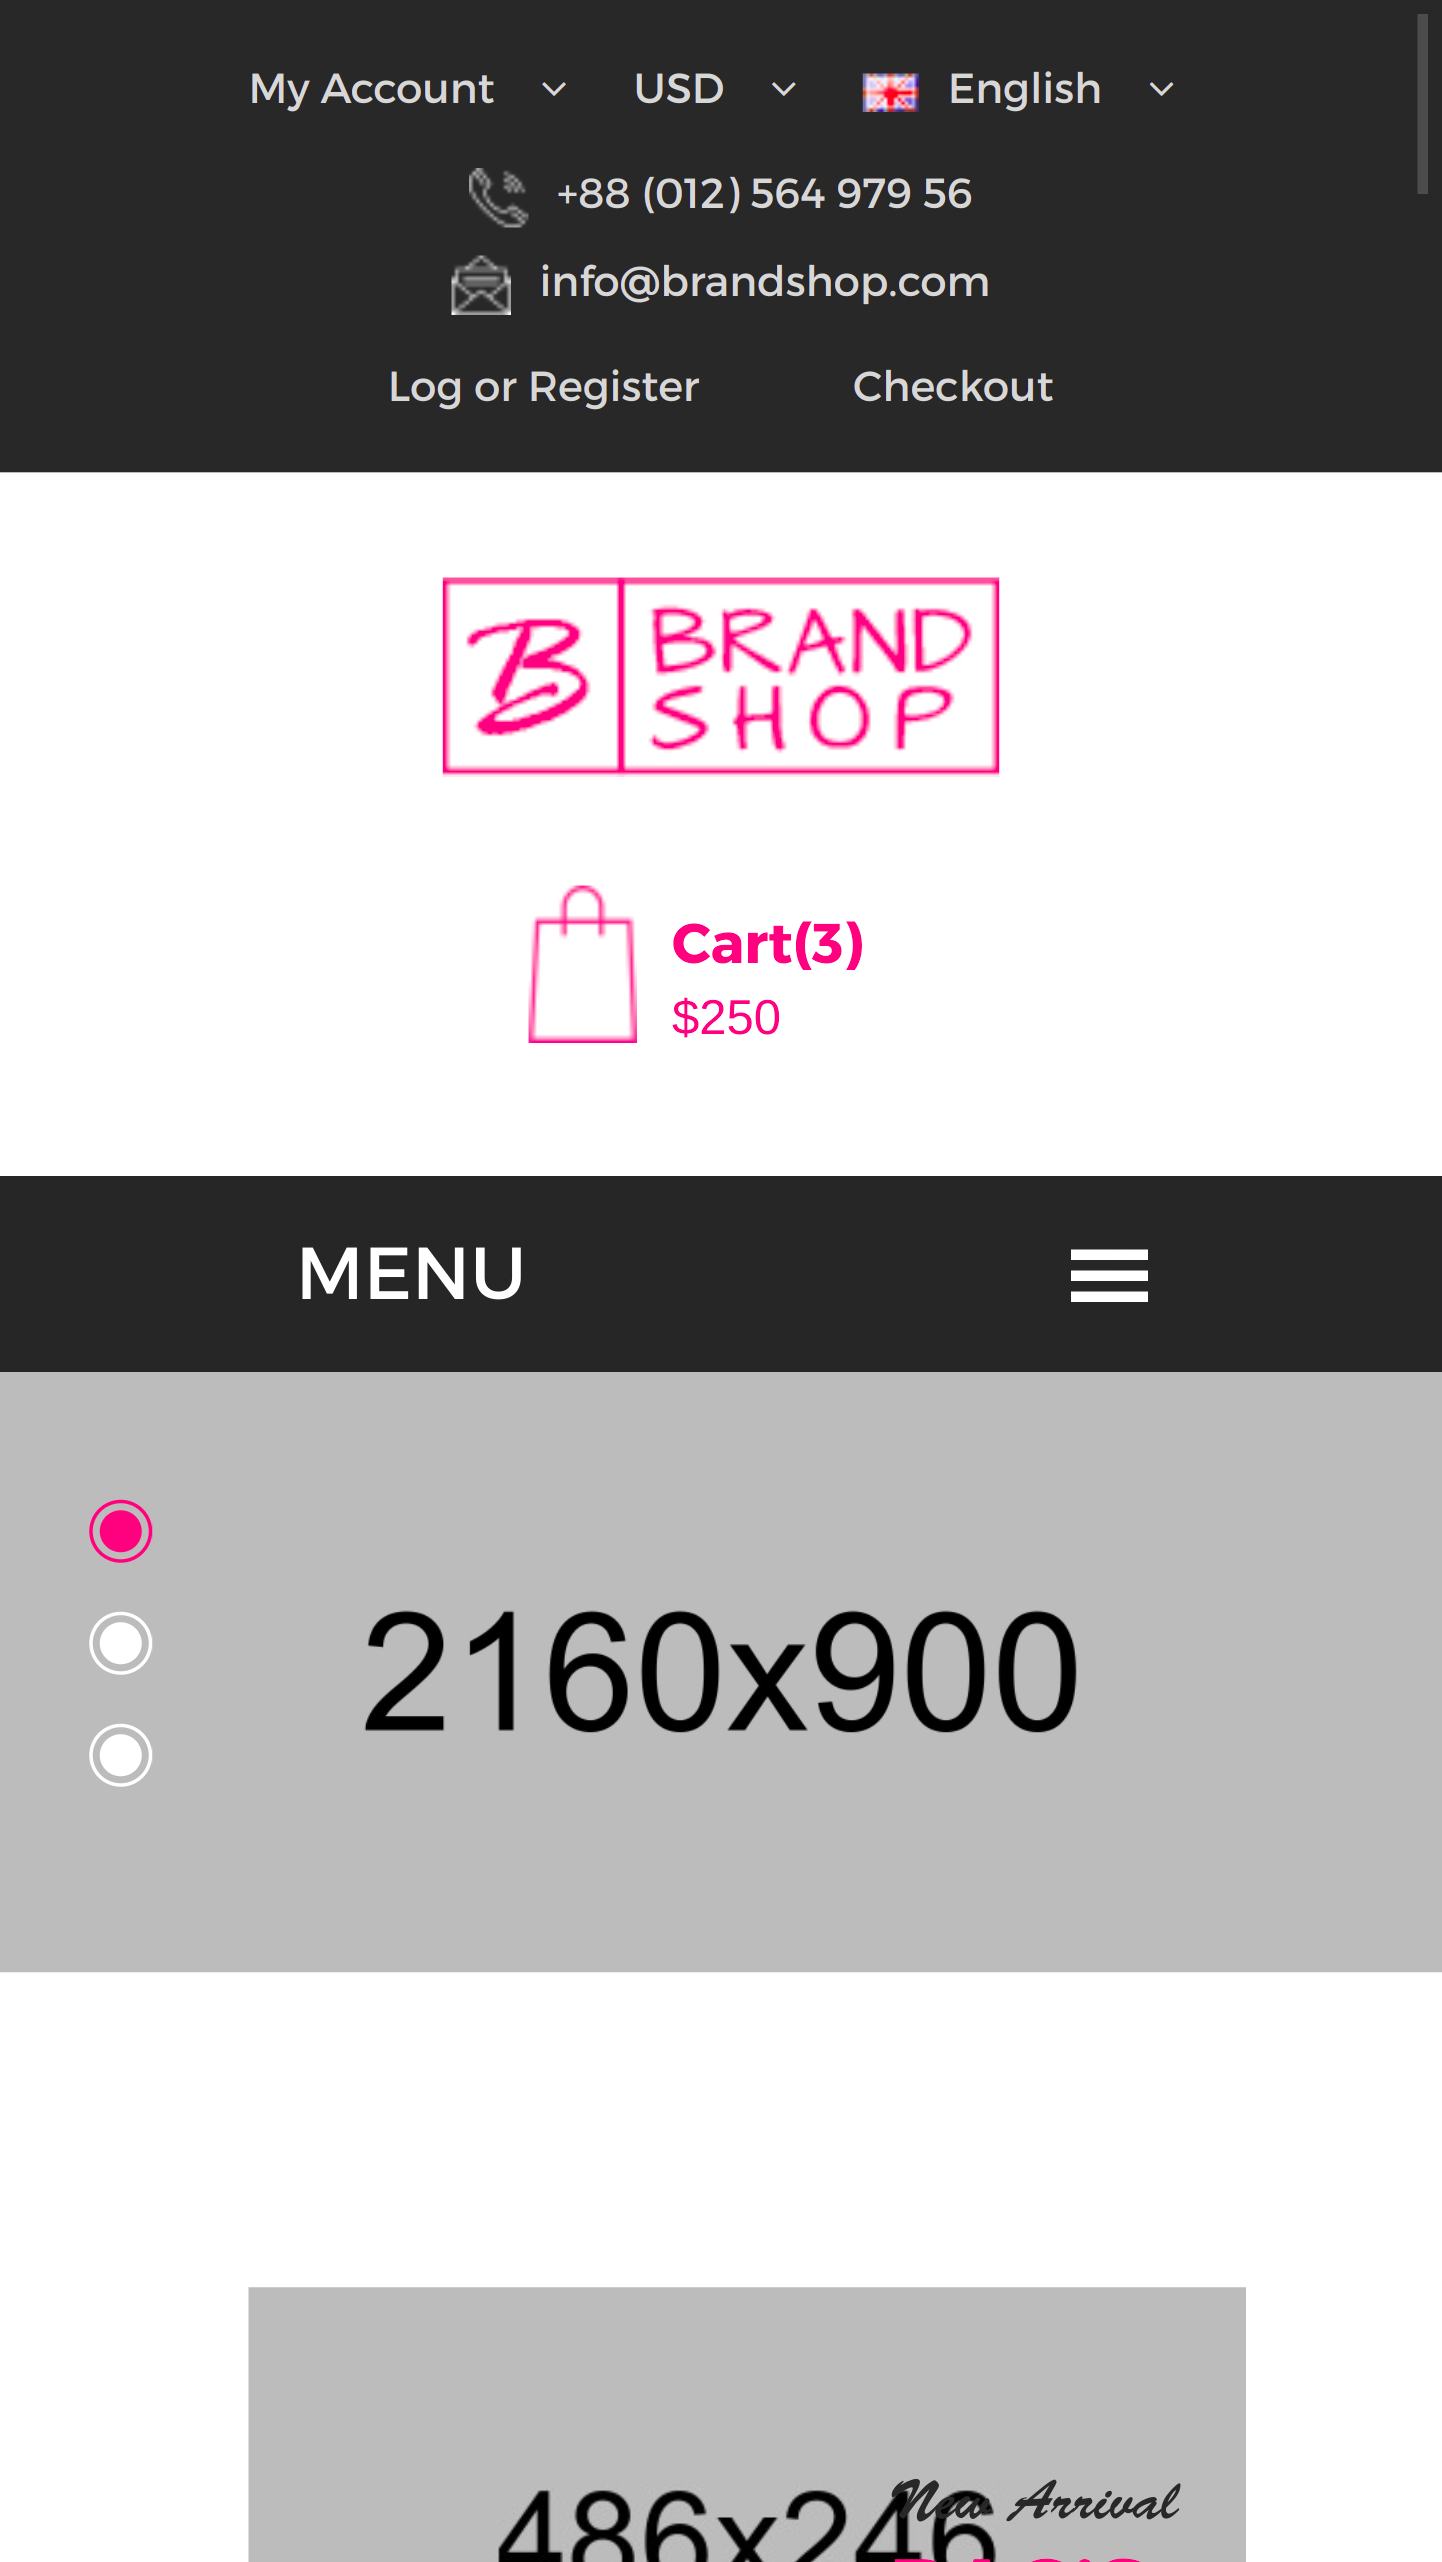 My Account USD English
+88 (012) 564 979 56
info@brandshop.com
Log or Register Checkout
B BRAND
SHOP
Cart(3)
$250
MENU
2160x900
486x246
New Arrival